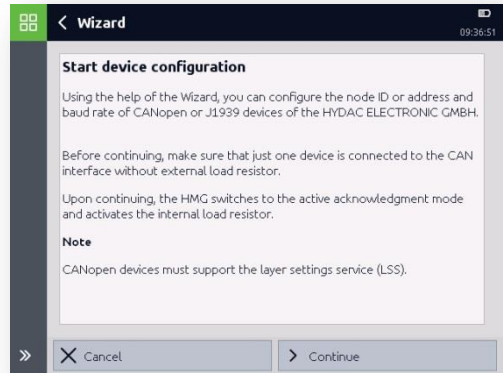 Wizard
09:36:51
Start device configuration
Using the help of the Wizard, you can configure the node ID or address and
baud rate of CANopen or J1939 devices of the HYDAC ELECTRONIC GMBH.
Before continuing, make sure that just one device is connected to the CAN
interface without external load resistor.
Upon continuing, the HMG switches to the active acknowledgment mode
and activates the internal load resistor.
Note
CANopen devices must support the layer settings service (LSS).
Cancel
Continue